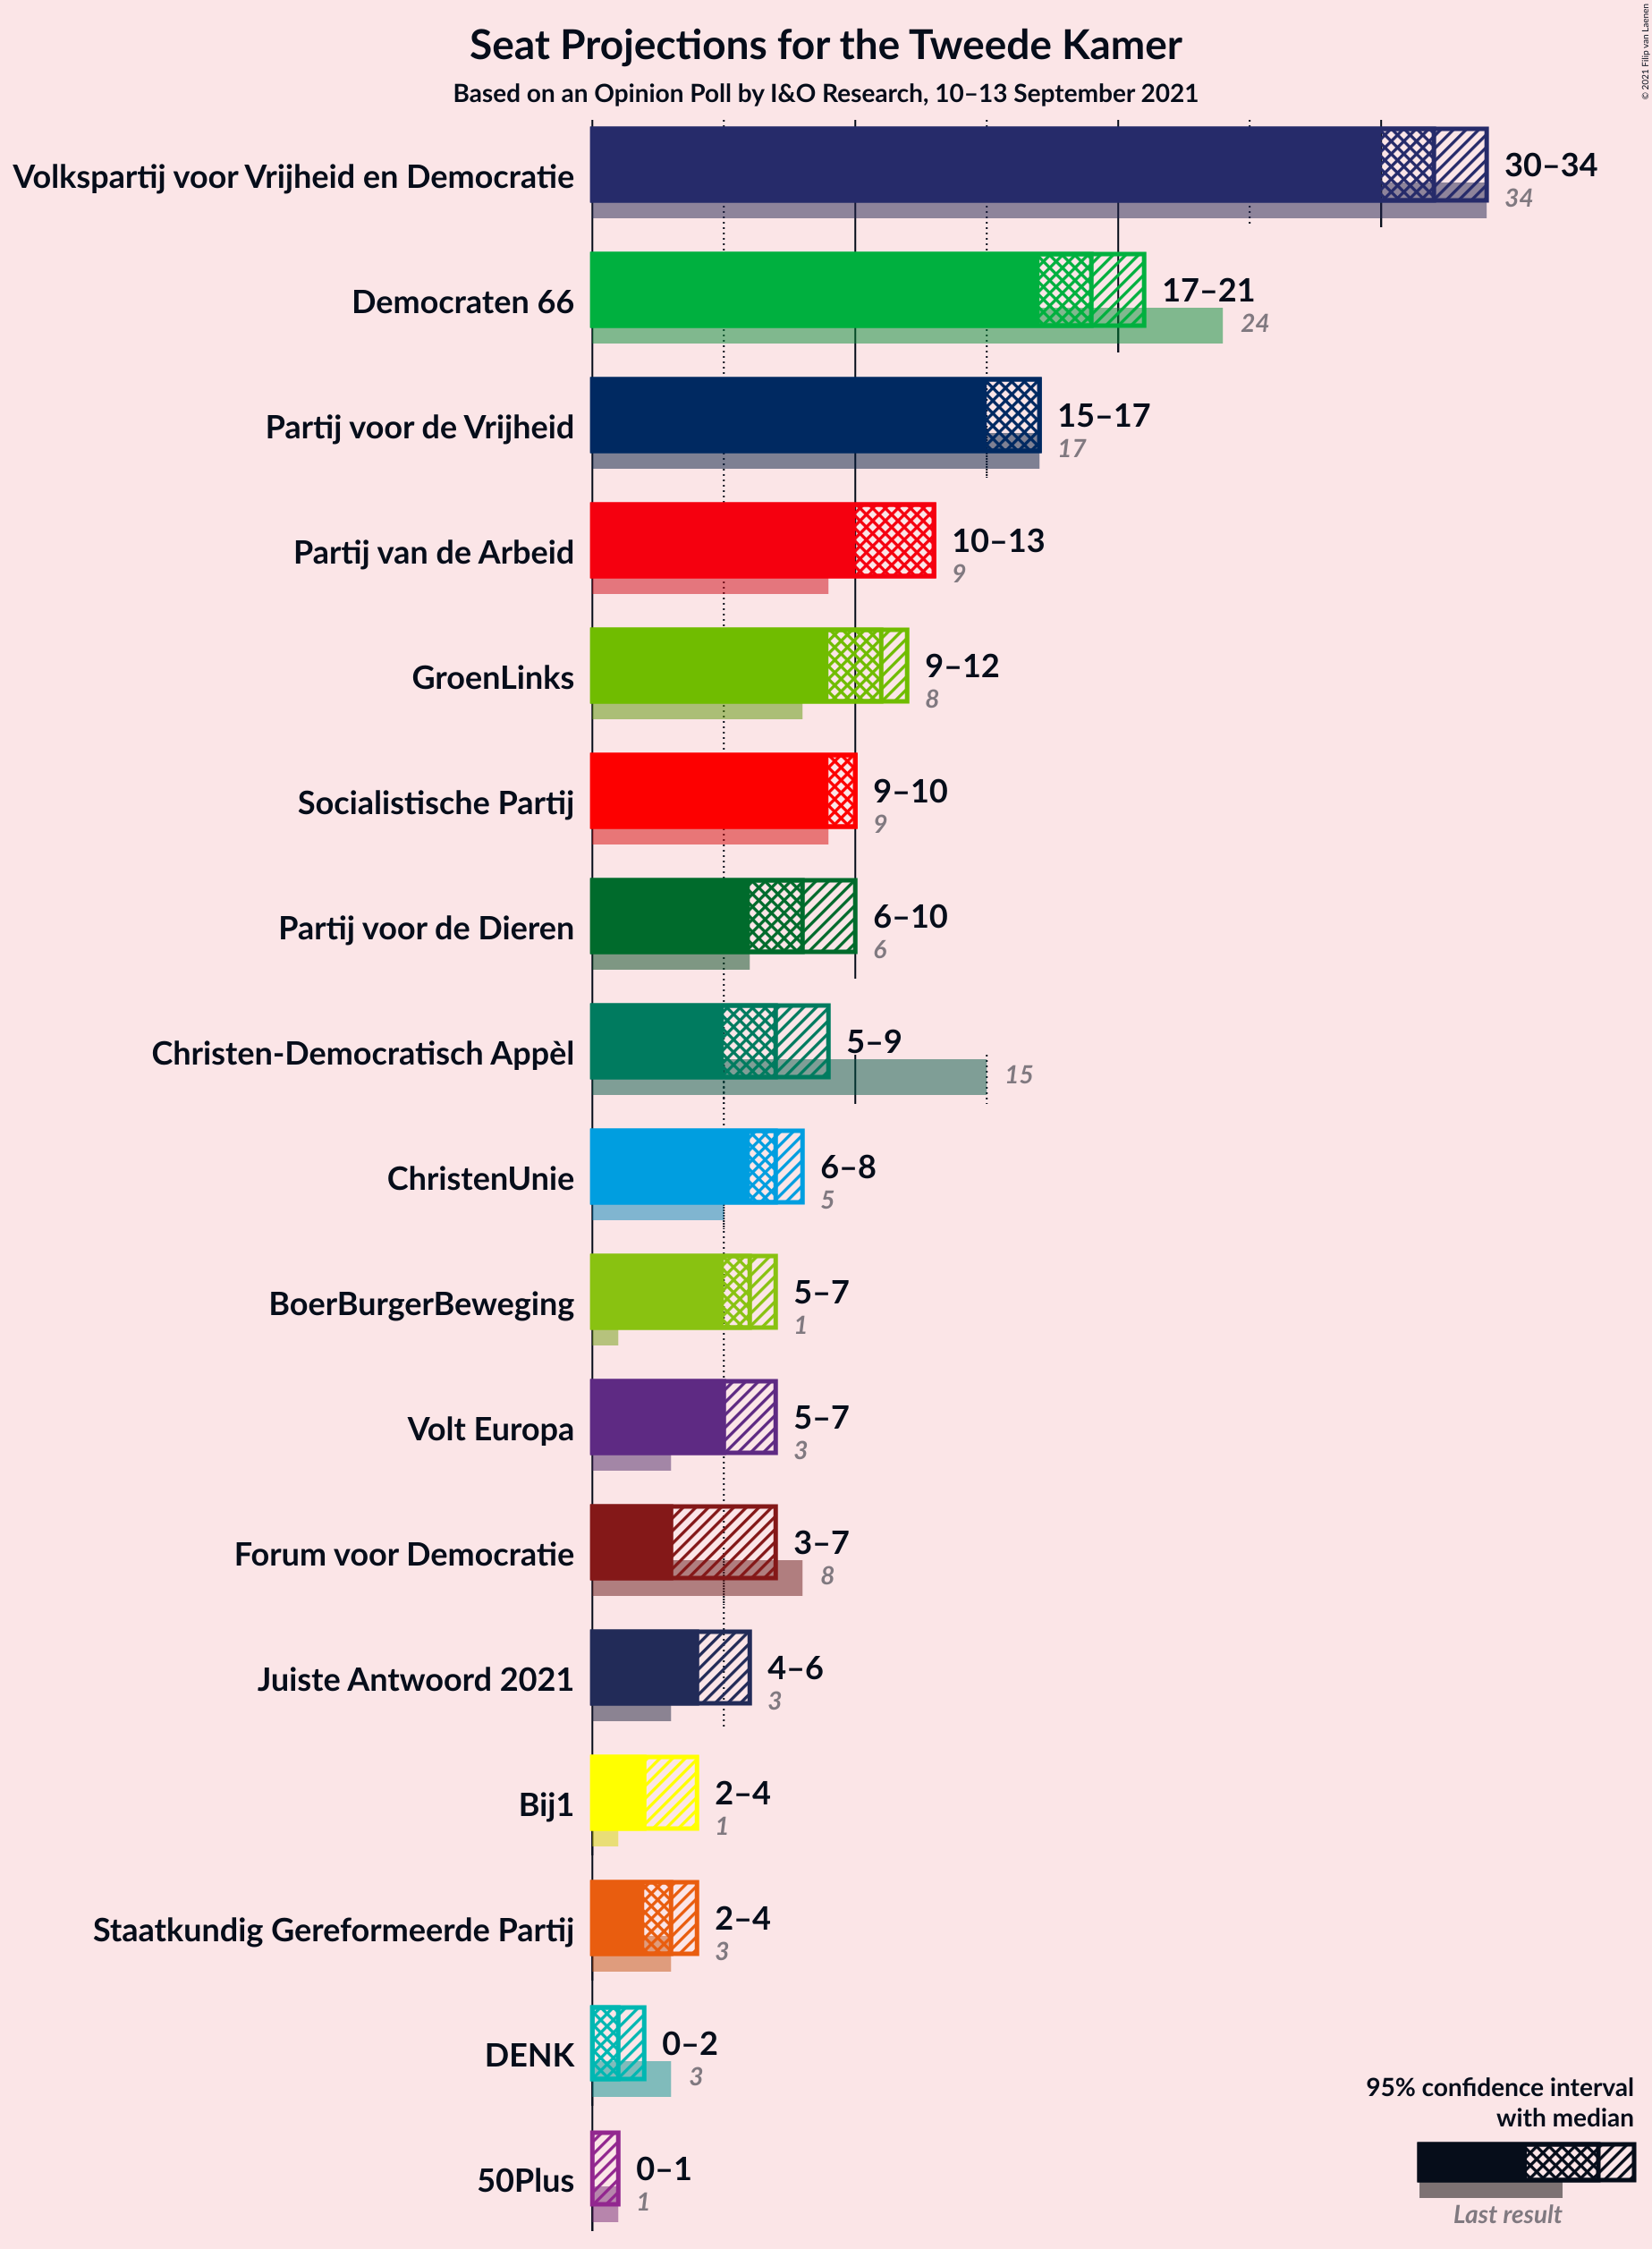 © 2021 Filip van Laenen
Seat Projections for the Tweede Kamer
Based on an Opinion Poll by I&O Research, 10–13 September 2021
Volkspartij voor Vrijheid en Democratie
30–34
34
Democraten 66
17–21
24
Partij voor de Vrijheid
15–17
17
Partij van de Arbeid
10–13
9
GroenLinks
9–12
8
Socialistische Partij
9–10
9
Partij voor de Dieren
6–10
6
Christen-Democratisch Appèl
5–9
15
ChristenUnie
6–8
5
BoerBurgerBeweging
5–7
1
Volt Europa
5–7
3
Forum voor Democratie
3–7
8
Juiste Antwoord 2021
4–6
3
Bij1
2–4
1
Staatkundig Gereformeerde Partij
2–4
3
DENK
0–2
3
50Plus
0–1
1
95% confidence interval
with median
Last result